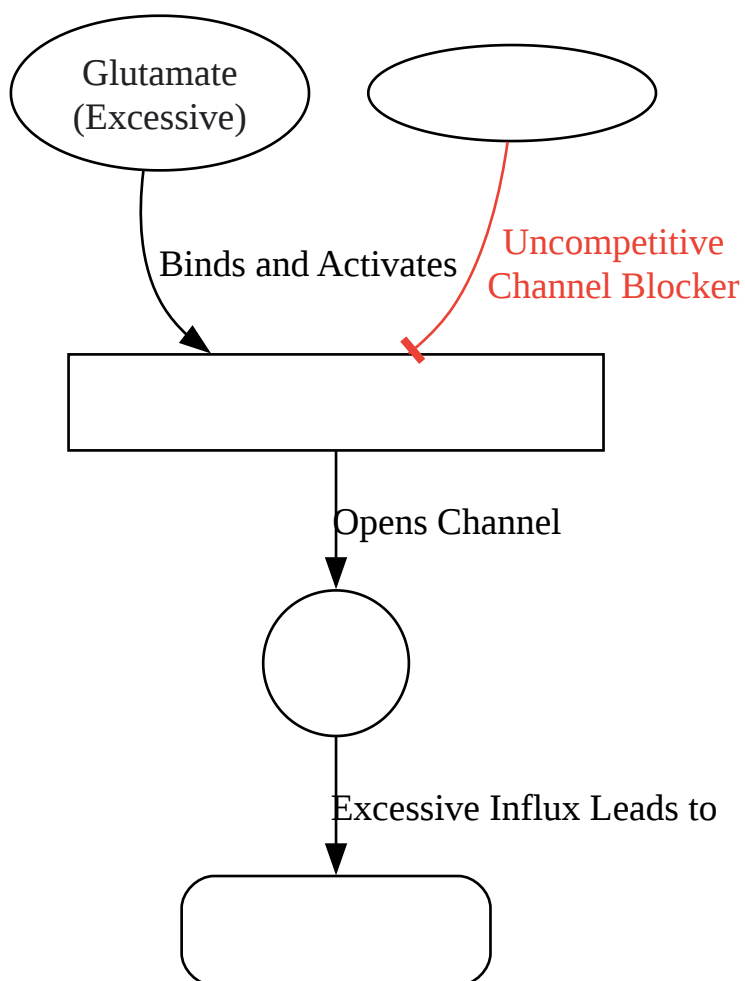 Glutamate
(Excessive)
Binds and Activates
Uncompetitive
Channel Blocker
Opens Channel
Excessive Influx Leads to